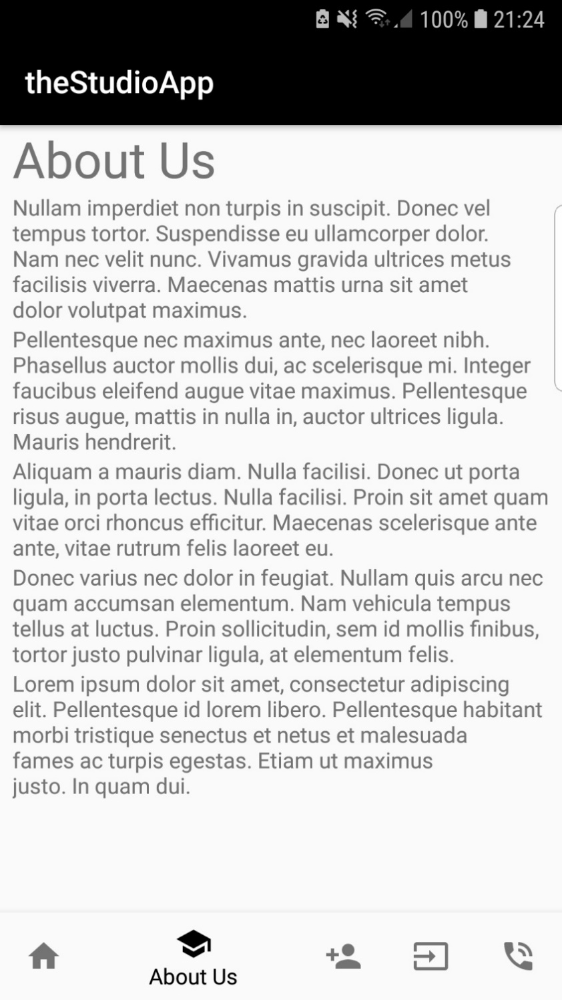 100% 21:24
theStudioApp
About Us
Nullam imperdiet non turpis in suscipit. Donec vel
tempus tortor. Suspendisse eu ullamcorper dolor.
Nam nec velit nunc. Vivamus gravida ultrices metus
facilisis viverra. Maecenas mattis urna sit amet
dolor volutpat maximus.
Pellentesque nec maximus ante, nec laoreet nibh.
Phasellus auctor mollis dui, ac scelerisque mi. Integer
faucibus eleifend augue vitae maximus. Pellentesque
risus augue, mattis in nulla in, auctor ultrices ligula.
Mauris hendrerit.
Aliquam a mauris diam. Nulla facilisi. Donec ut porta
ligula, in porta lectus. Nulla facilisi. Proin sit amet quam
vitae orci rhoncus efficitur. Maecenas scelerisque ante
ante, vitae rutrum felis laoreet eu.
Donec varius nec dolor in feugiat. Nullam quis arcu nec
quam accumsan elementum. Nam vehicula tempus
tellus at luctus. Proin sollicitudin, sem id mollis finibus,
tortor justo pulvinar ligula, at elementum felis.
Lorem ipsum dolor sit amet, consectetur adipiscing
elit. Pellentesque id lorem libero. Pellentesque habitant
morbi tristique senectus et netus et malesuada
fames ac turpis egestas. Etiam ut maximus
justo. In quam dui.
About Us